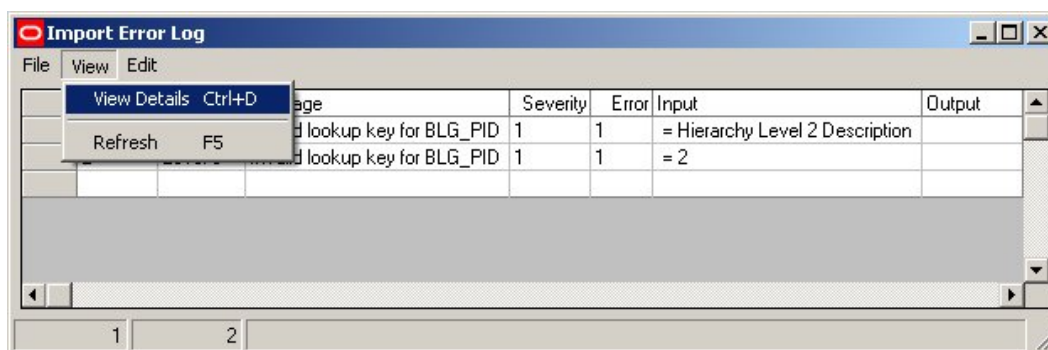 Import Error Log
File View Edit
View Details Ctrl+D
Refresh F5
age Severity Error Input Output
d lookup key for BLG_PID 1 1 = Hierarchy Level 2 Description
lookup key for BLG_PID 1 1 = 2
1 2